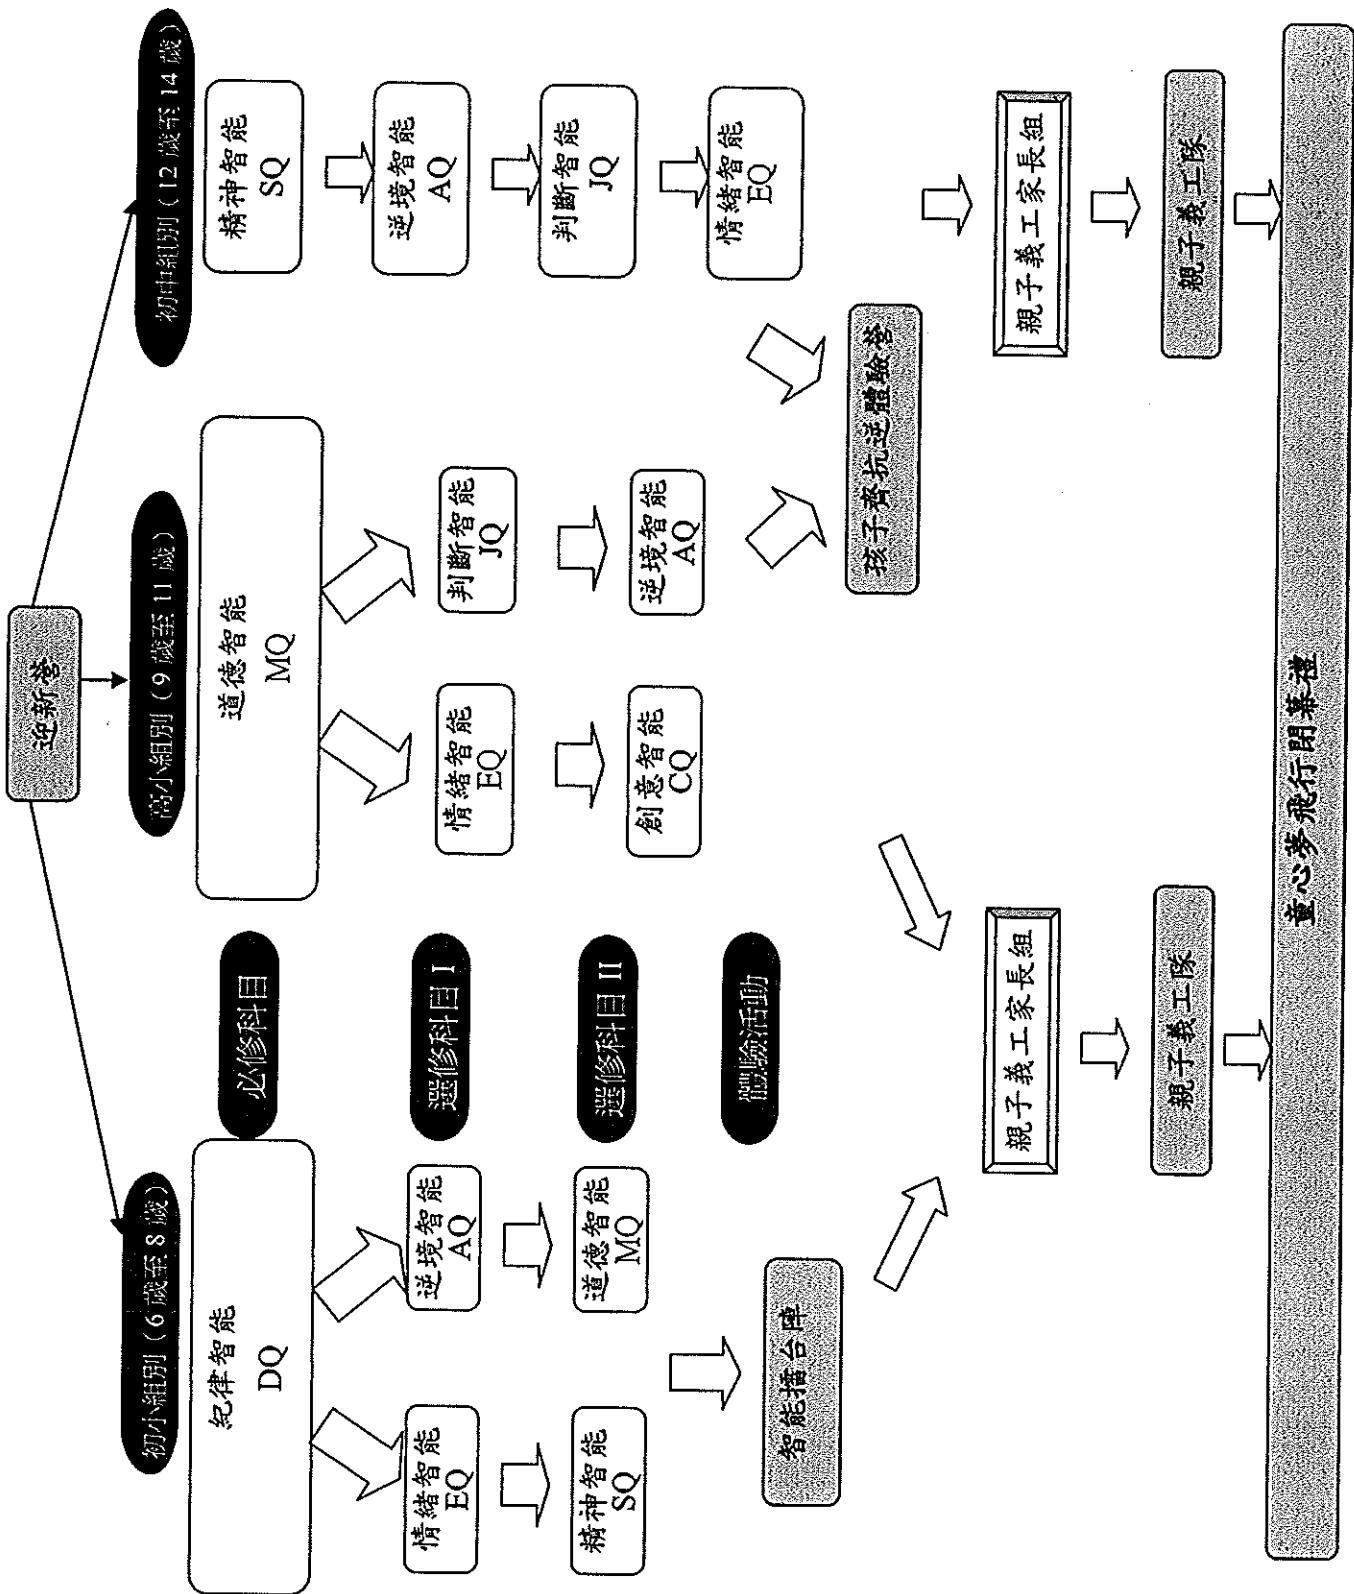 迎新營
初小組別（6 歲至 8 歲）
高小組別（9 歲至 11 歲）
初中組別（12 歲至 14 歲）
紀律智能
DQ
必修科目
道德智能
MQ
精神智能
SQ
情緒智能
EQ
逆境智能
AQ
選修科目 I
情緒智能
EQ
判斷智能
JQ
逆境智能
AQ
精神智能
SQ
道德智能
MQ
選修科目 II
創意智能
CQ
逆境智能
AQ
判斷智能
JQ
體驗活動
情緒智能
EQ
智能擂台陣
孩子齊抗逆體驗營
親子義工家長組
親子義工家長組
親子義工隊
親子義工隊
童心夢飛行閉幕禮